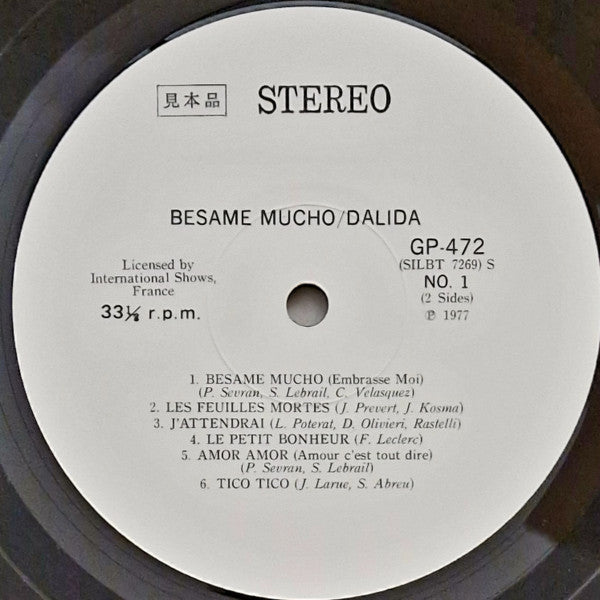 見本品 STEREO
BESAME MUCHO/DALIDA
Licensed by
International Shows,
France
33⅓ r.p.m.
GP-472
(SILBT 7269) S
NO. 1
(2 Sides)
℗ 1977
1. BESAME MUCHO (Embrasse Moi)
(P. Sevran, S. Lebrail, C. Velasquez)
2. LES FEUILLES MORTES (J. Prevert, J. Kosma)
3. J'ATTENDRAI (L. Poterat, D. Olivieri, Rastelli)
4. LE PETIT BONHEUR (F. Leclerc)
5. AMOR AMOR (Amour c'est tout dire)
(P. Sevran, S. Lebrail)
6. TICO TICO (J. Larue, S. Abreu)